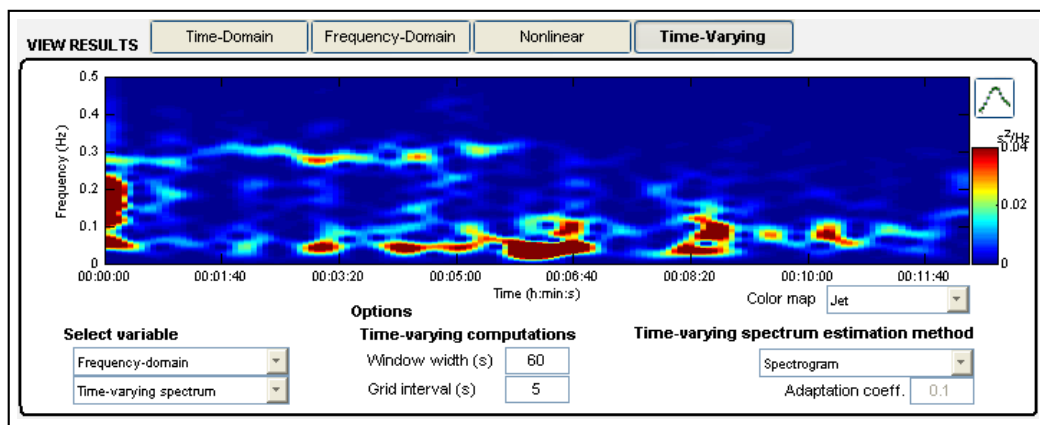 VIEW RESULTS Time-Domain Frequency-Domain Nonlinear Time-Varying
0.5
0.4
0.3
0.2
0.1
0
Frequency (Hz)
00:00:00 00:01:40 00:03:20 00:05:00 00:06:40 00:08:20 00:10:00 00:11:40
Time (h:min:s)
s²/Hz
0.04
0.02
0
Color map Jet
Options
Select variable
Frequency-domain
Time-varying spectrum
Time-varying computations
Window width (s) 60
Grid interval (s) 5
Time-varying spectrum estimation method
Spectrogram
Adaptation coeff. 0.1